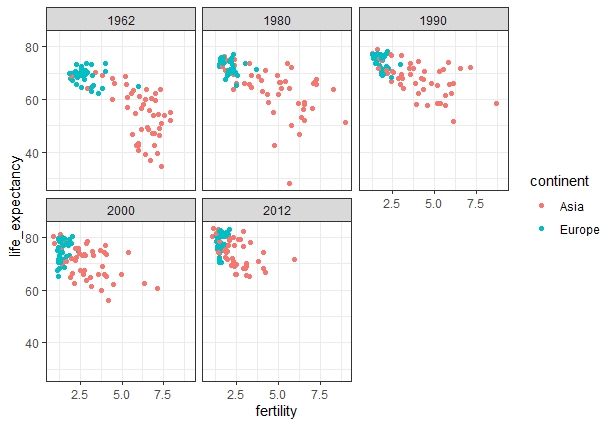 1962 1980 1990
80
60
40
2.5 5.0 7.5
2000 2012
80
60
40
2.5 5.0 7.5 2.5 5.0 7.5
life_expectancy
fertility
continent
Asia
Europe